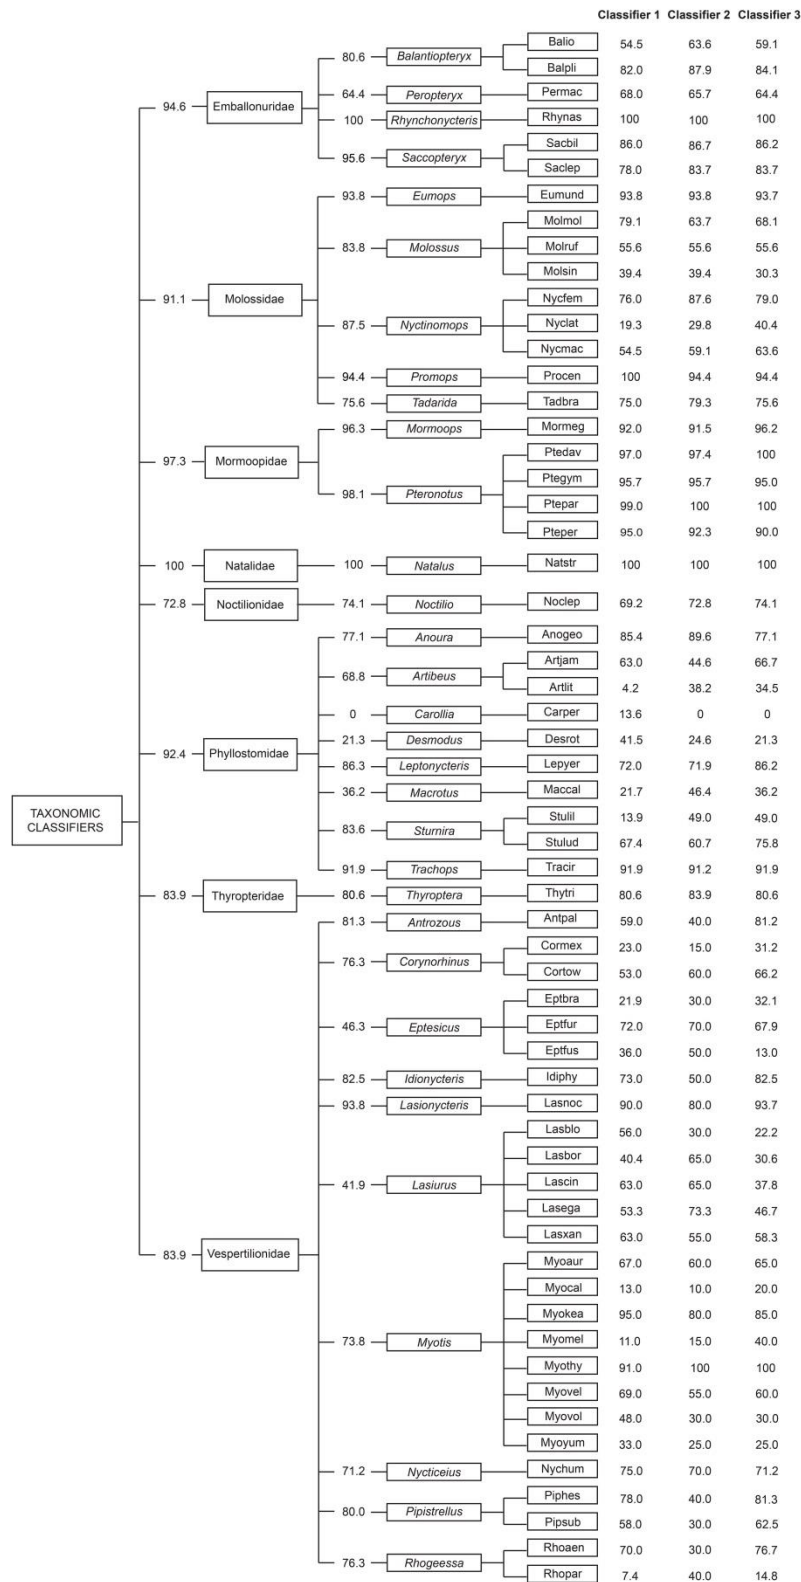 Classifier 1 Classifier 2 Classifier 3
Balio 54.5 63.6 59.1
80.6 Balantiopteryx
Balpli 82.0 87.9 84.1
64.4 Peropteryx Permac 68.0 65.7 64.4
94.6 Emballonuridae
100 Rhynchonycteris Rhynas 100 100 100
Sacbil 86.0 86.7 86.2
95.6 Saccopteryx
Saclep 78.0 83.7 83.7
93.8 Eumops Eumund 93.8 93.8 93.7
Molmol 79.1 63.7 68.1
83.8 Molossus Molruf 55.6 55.6 55.6
Molsin 39.4 39.4 30.3
91.1 Molossidae Nycfem 76.0 87.6 79.0
87.5 Nyctinomops Nyclat 19.3 29.8 40.4
Nycmac 54.5 59.1 63.6
94.4 Promops Procen 100 94.4 94.4
75.6 Tadarida Tadbra 75.0 79.3 75.6
96.3 Mormoops Mormeg 92.0 91.5 96.2
97.3 Mormoopidae Ptedav 97.0 97.4 100
Ptegym 95.7 95.7 95.0
98.1 Pteronotus
Ptepar 99.0 100 100
Pteper 95.0 92.3 90.0
100 Natalidae 100 Natalus Natstr 100 100 100
72.8 Noctilionidae 74.1 Noctilio Noclep 69.2 72.8 74.1
77.1 Anoura Anogeo 85.4 89.6 77.1
Artjam 63.0 44.6 66.7
68.8 Artibeus
Artlit 4.2 38.2 34.5
0 Carollia Carper 13.6 0 0
92.4 Phyllostomidae 21.3 Desmodus Desrot 41.5 24.6 21.3
86.3 Leptonycteris Lepyer 72.0 71.9 86.2
36.2 Macrotus Maccal 21.7 46.4 36.2
TAXONOMIC
CLASSIFIERS
Stulil 13.9 49.0 49.0
83.6 Sturnira
Stulud 67.4 60.7 75.8
91.9 Trachops Tracir 91.9 91.2 91.9
83.9 Thyropteridae 80.6 Thyroptera Thytri 80.6 83.9 80.6
81.3 Antrozous Antpal 59.0 40.0 81.2
Cormex 23.0 15.0 31.2
76.3 Corynorhinus
Cortow 53.0 60.0 66.2
Eptbra 21.9 30.0 32.1
46.3 Eptesicus Eptfur 72.0 70.0 67.9
Eptfus 36.0 50.0 13.0
82.5 Idionycteris Idiphy 73.0 50.0 82.5
93.8 Lasionycteris Lasnoc 90.0 80.0 93.7
Lasblo 56.0 30.0 22.2
Lasbor 40.4 65.0 30.6
41.9 Lasiurus Lascin 63.0 65.0 37.8
Lasega 53.3 73.3 46.7
Lasxan 63.0 55.0 58.3
83.9 Vespertilionidae
Myoaur 67.0 60.0 65.0
Myocal 13.0 10.0 20.0
Myokea 95.0 80.0 85.0
73.8 Myotis Myomel 11.0 15.0 40.0
Myothy 91.0 100 100
Myovel 69.0 55.0 60.0
Myovol 48.0 30.0 30.0
Myoyum 33.0 25.0 25.0
71.2 Nycticeius Nychum 75.0 70.0 71.2
Piphes 78.0 40.0 81.3
80.0 Pipistrellus
Pipsub 58.0 30.0 62.5
Rhoaen 70.0 30.0 76.7
76.3 Rhogeessa
Rhopar 7.4 40.0 14.8